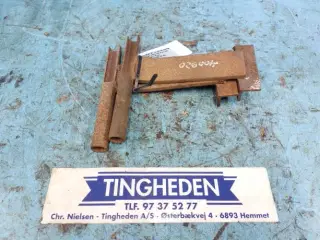 TINGHEDEN
TLF. 97 37 52 77
Chr. Nielsen - Tingheden A/S - Østerbækvej 4 - 6893 Hemmet